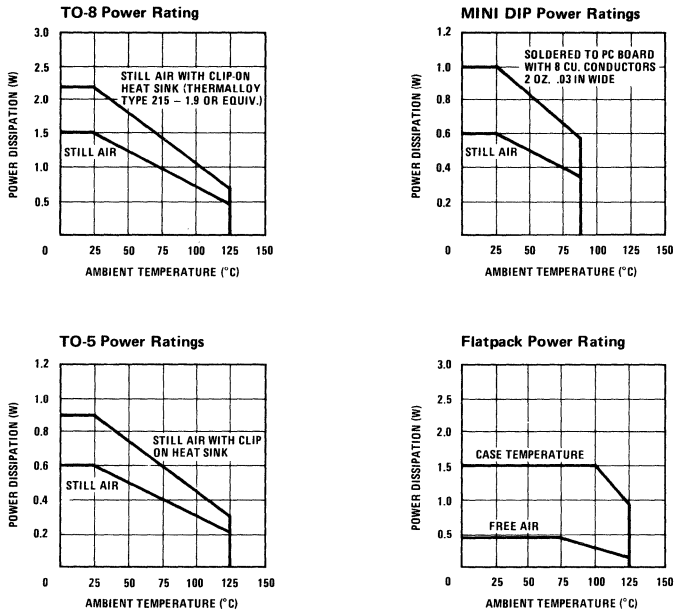 TO-8 Power Rating
3.0
2.5
2.0
1.5
1.0
0.5
POWER DISSIPATION (W)
STILL AIR WITH CLIP-ON
HEAT SINK (THERMALLOY
TYPE 215 – 1.9 OR EQUIV.)
STILL AIR
0 25 50 75 100 125 150
AMBIENT TEMPERATURE (°C)
MINI DIP Power Ratings
1.2
1.0
0.8
0.6
0.4
0.2
POWER DISSIPATION (W)
SOLDERED TO PC BOARD
WITH 8 CU. CONDUCTORS
2 OZ. .03 IN WIDE
STILL AIR
0 25 50 75 100 125 150
AMBIENT TEMPERATURE (°C)
TO-5 Power Ratings
1.2
1.0
0.8
0.6
0.4
0.2
POWER DISSIPATION (W)
STILL AIR WITH CLIP
ON HEAT SINK
STILL AIR
0 25 50 75 100 125 150
AMBIENT TEMPERATURE (°C)
Flatpack Power Rating
3.0
2.5
2.0
1.5
1.0
0.5
POWER DISSIPATION (W)
CASE TEMPERATURE
FREE AIR
0 25 50 75 100 125 150
AMBIENT TEMPERATURE (°C)